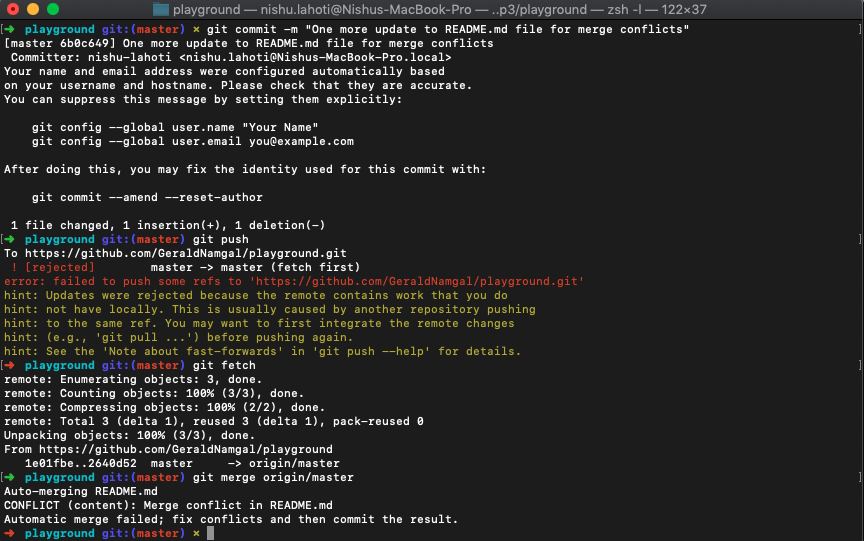 playground — nishu.lahoti@Nishus-MacBook-Pro — ..p3/playground — zsh -l — 122×37
[➜  playground git:(master) × git commit -m "One more update to README.md file for merge conflicts" ]
[master 6b0c649] One more update to README.md file for merge conflicts
 Committer: nishu-lahoti <nishu.lahoti@Nishus-MacBook-Pro.local>
Your name and email address were configured automatically based
on your username and hostname. Please check that they are accurate.
You can suppress this message by setting them explicitly:
    git config --global user.name "Your Name"
    git config --global user.email you@example.com
After doing this, you may fix the identity used for this commit with:
    git commit --amend --reset-author
 1 file changed, 1 insertion(+), 1 deletion(-)
[➜  playground git:(master) git push ]
To https://github.com/GeraldNamgal/playground.git
 ! [rejected]        master -> master (fetch first)
error: failed to push some refs to 'https://github.com/GeraldNamgal/playground.git'
hint: Updates were rejected because the remote contains work that you do
hint: not have locally. This is usually caused by another repository pushing
hint: to the same ref. You may want to first integrate the remote changes
hint: (e.g., 'git pull ...') before pushing again.
hint: See the 'Note about fast-forwards' in 'git push --help' for details.
[➜  playground git:(master) git fetch ]
remote: Enumerating objects: 3, done.
remote: Counting objects: 100% (3/3), done.
remote: Compressing objects: 100% (2/2), done.
remote: Total 3 (delta 1), reused 3 (delta 1), pack-reused 0
Unpacking objects: 100% (3/3), done.
From https://github.com/GeraldNamgal/playground
   1e01fbe..2640d52  master     -> origin/master
[➜  playground git:(master) git merge origin/master ]
Auto-merging README.md
CONFLICT (content): Merge conflict in README.md
Automatic merge failed; fix conflicts and then commit the result.
➜  playground git:(master) ×